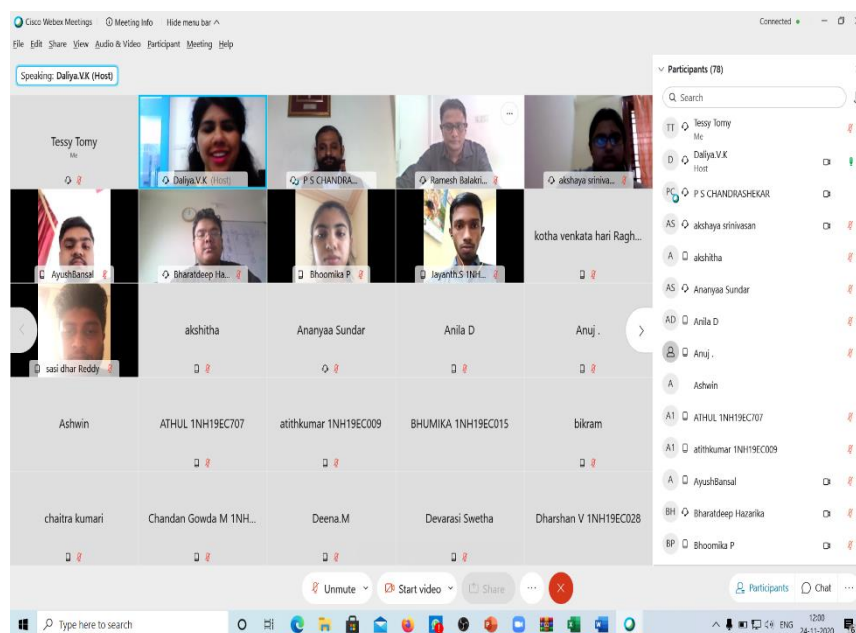 Cisco Webex Meetings Meeting Info Hide menu bar Connected
File Edit Share View Audio & Video Participant Meeting Help
Speaking: Daliya.V.K (Host)
Tessy Tomy
Me
Daliya.V.K (Host)
P S CHANDRA...
Ramesh Balakri...
akshaya sriniva...
AyushBansal
Bharatdeep Ha...
Bhoomika P
Jayanth.S 1NH...
kotha venkata hari Ragh...
sasi dhar Reddy
akshitha
Ananyaa Sundar
Anila D
Anuj .
Ashwin
ATHUL 1NH19EC707
atithkumar 1NH19EC009
BHUMIKA 1NH19EC015
bikram
chaitra kumari
Chandan Gowda M 1NH...
Deena.M
Devarasi Swetha
Dharshan V 1NH19EC028
Participants (78)
Search
TT Tessy Tomy
Me
D Daliya.V.K
Host
PC P S CHANDRASHEKAR
AS akshaya srinivasan
A akshitha
AS Ananyaa Sundar
AD Anila D
Anuj .
A Ashwin
A1 ATHUL 1NH19EC707
A1 atithkumar 1NH19EC009
A AyushBansal
BH Bharatdeep Hazarika
BP Bhoomika P
Unmute Start video Share
Participants Chat
Type here to search
ENG
12:00
24-11-2020